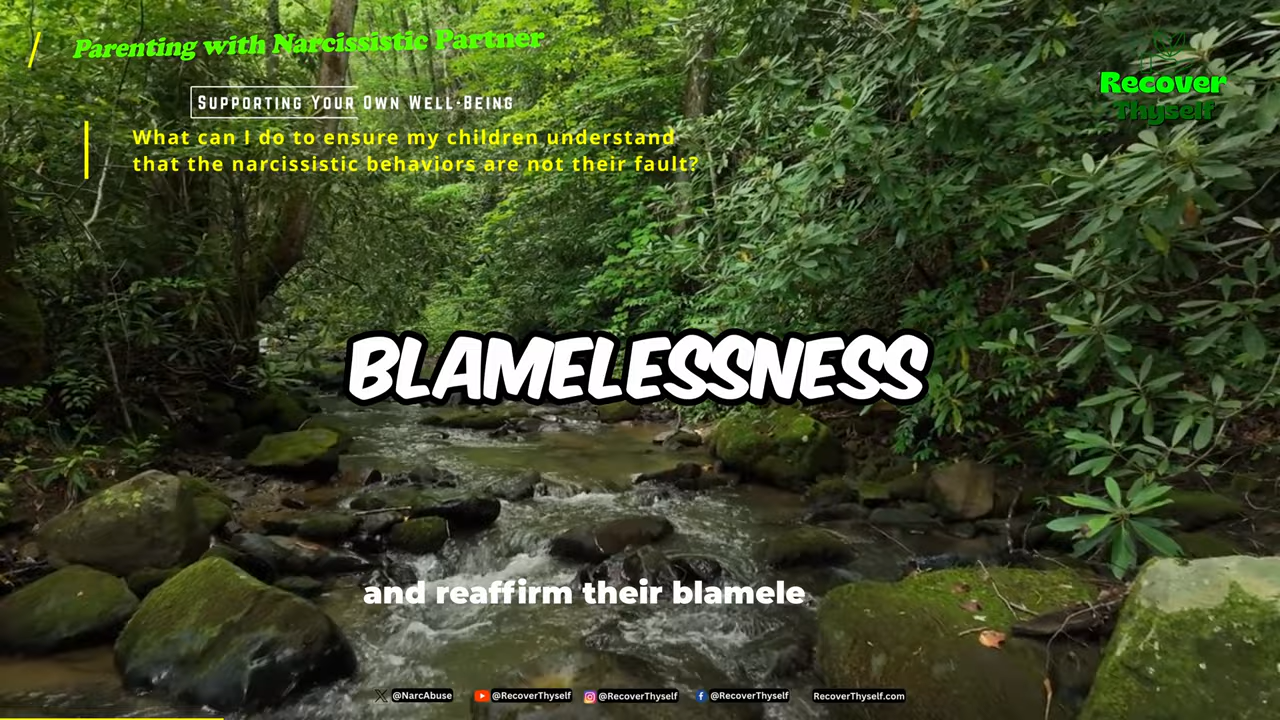 Parenting with Narcissistic Partner
Recover
Thyself
Supporting Your Own Well-Being
What can I do to ensure my children understand
that the narcissistic behaviors are not their fault?
BLAMELESSNESS
and reaffirm their blamele
@NarcAbuse @RecoverThyself @RecoverThyself @RecoverThyself RecoverThyself.com